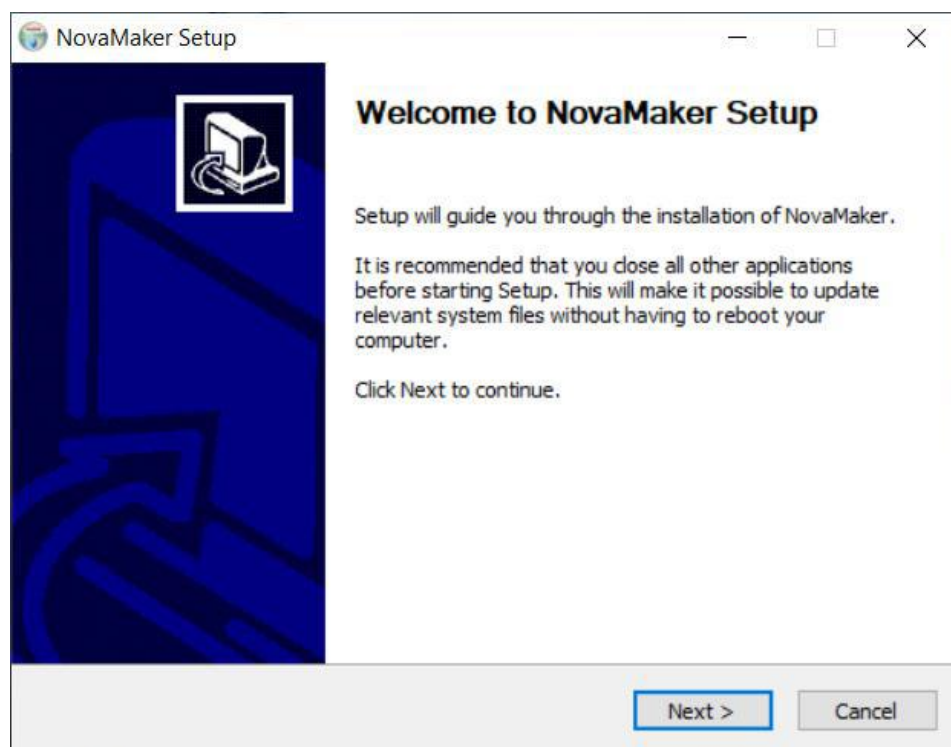 NovaMaker Setup
Welcome to NovaMaker Setup
Setup will guide you through the installation of NovaMaker.
It is recommended that you close all other applications
before starting Setup. This will make it possible to update
relevant system files without having to reboot your
computer.
Click Next to continue.
Next >
Cancel